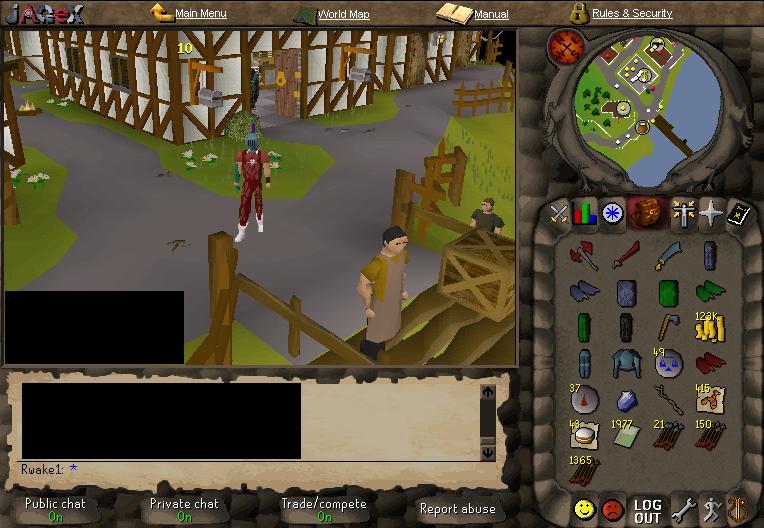 JAGeX
Main Menu
World Map
Manual
Rules & Security
10
123K
49
37
415
43
1977
21
150
1365
Rwake1: *
Public chat
On
Private chat
On
Trade/compete
On
Report abuse
LOG
OUT